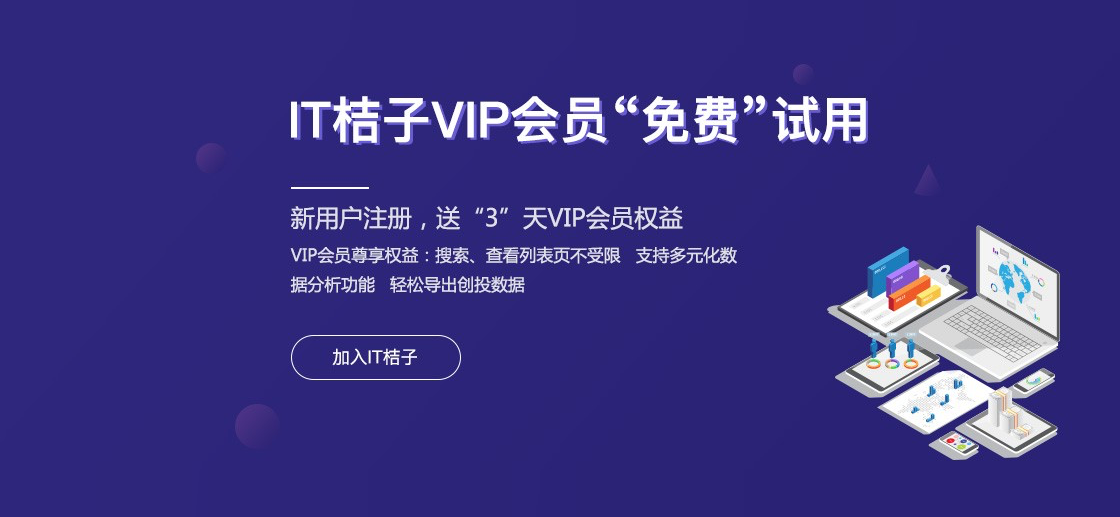 IT桔子VIP会员“免费”试用
新用户注册，送“3”天VIP会员权益
VIP会员尊享权益：搜索、查看列表页不受限 支持多元化数
据分析功能 轻松导出创投数据
加入IT桔子